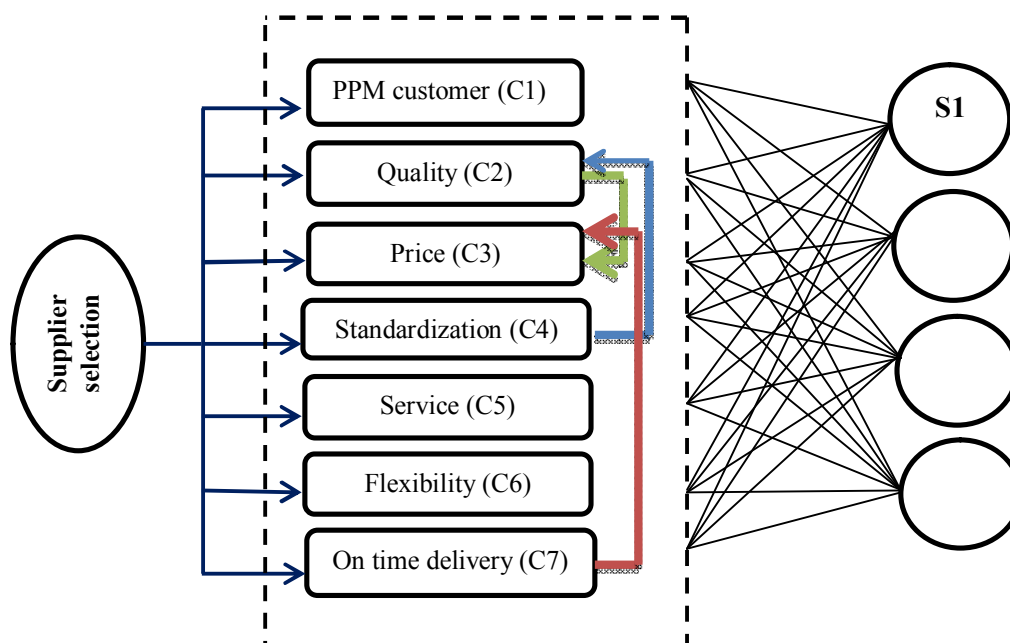 Supplier
selection
PPM customer (C1)
Quality (C2)
Price (C3)
Standardization (C4)
Service (C5)
Flexibility (C6)
On time delivery (C7)
S1